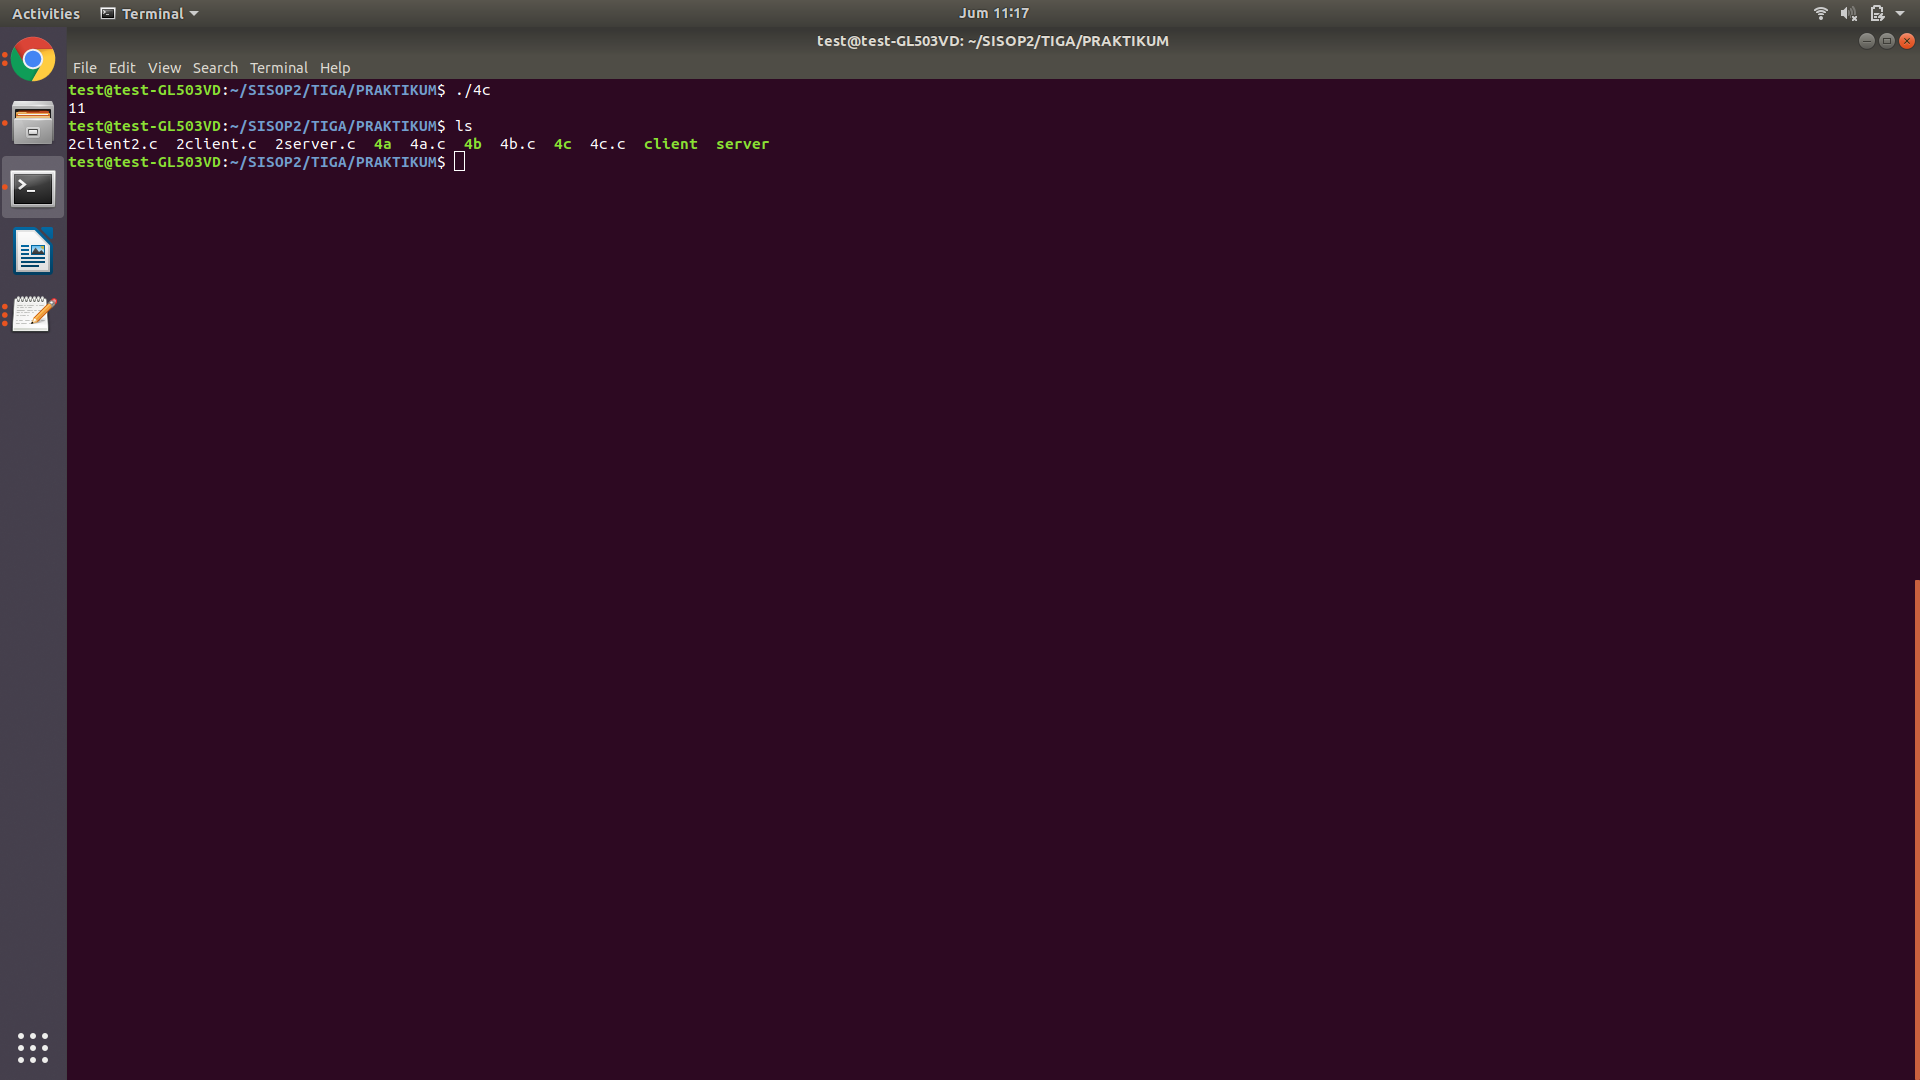 Activities Terminal Jum 11:17
test@test-GL503VD: ~/SISOP2/TIGA/PRAKTIKUM
File Edit View Search Terminal Help
test@test-GL503VD:~/SISOP2/TIGA/PRAKTIKUM$ ./4c
11
test@test-GL503VD:~/SISOP2/TIGA/PRAKTIKUM$ ls
2client2.c 2client.c 2server.c 4a 4a.c 4b 4b.c 4c 4c.c client server
test@test-GL503VD:~/SISOP2/TIGA/PRAKTIKUM$